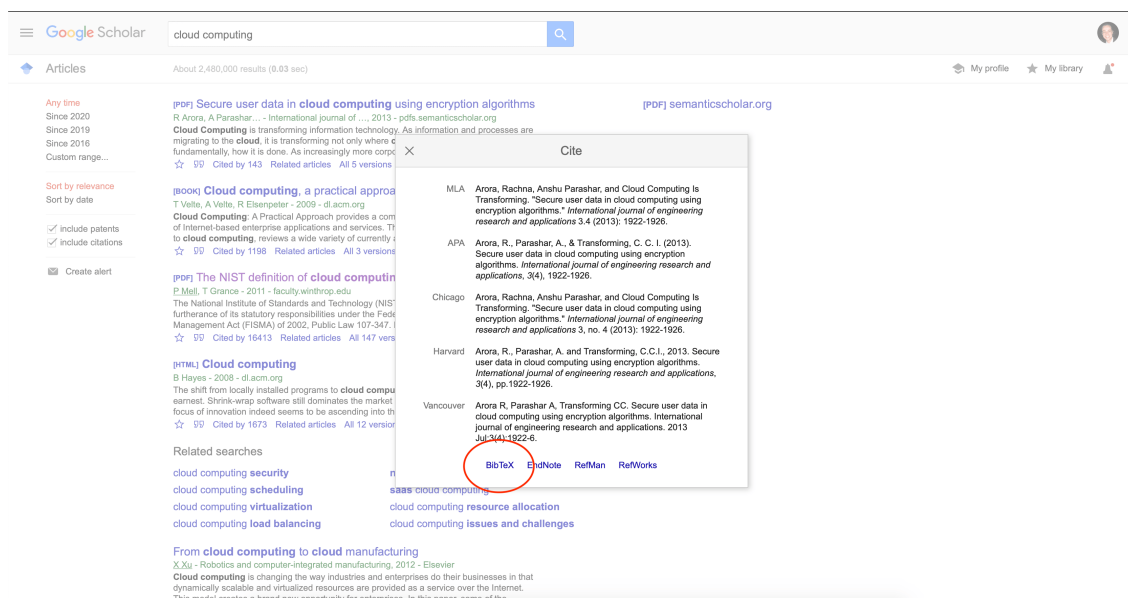 Google Scholar
cloud computing
Articles
About 2,480,000 results (0.03 sec)
My profile
My library
Any time
Since 2020
Since 2019
Since 2016
Custom range...
Sort by relevance
Sort by date
include patents
include citations
Create alert
[PDF] Secure user data in cloud computing using encryption algorithms
[PDF] semanticscholar.org
R Arora, A Parashar… - International journal of …, 2013 - pdfs.semanticscholar.org
Cloud Computing is transforming information technology. As information and processes are
migrating to the cloud, it is transforming not only where
fundamentally, how it is done. As increasingly more
Cited by 143 Related articles All 5 versions
[BOOK] Cloud computing, a practical
T Velte, A Velte, R Elsenpeter - 2009 - dl.acm.org
Cloud Computing: A Practical Approach provides a
of Internet-based enterprise applications and services.
to cloud computing, reviews a wide variety of currently
Cited by 1198 Related articles All 3 versions
[PDF] The NIST definition of cloud
P Mell, T Grance - 2011 - faculty.winthrop.edu
The National Institute of Standards and Technology
furtherance of its statutory responsibilities under the
Management Act (FISMA) of 2002, Public Law 107-347.
Cited by 16413 Related articles All 147
[HTML] Cloud computing
B Hayes - 2008 - dl.acm.org
The shift from locally installed programs to cloud
earnest. Shrink-wrap software still dominates the market
focus of innovation indeed seems to be ascending into
Cited by 1673 Related articles All 12
Related searches
cloud computing security
cloud computing scheduling
saas cloud computing
cloud computing virtualization
cloud computing resource allocation
cloud computing load balancing
cloud computing issues and challenges
From cloud computing to cloud manufacturing
X Xu - Robotics and computer-integrated manufacturing, 2012 - Elsevier
Cloud computing is changing the way industries and enterprises do their businesses in that
dynamically scalable and virtualized resources are provided as a service over the Internet.
Cite
MLA
Arora, Rachna, Anshu Parashar, and Cloud Computing Is
Transforming. "Secure user data in cloud computing using
encryption algorithms." International journal of engineering
research and applications 3.4 (2013): 1922-1926.
APA
Arora, R., Parashar, A., & Transforming, C. C. I. (2013).
Secure user data in cloud computing using encryption
algorithms. International journal of engineering research and
applications, 3(4), 1922-1926.
Chicago
Arora, Rachna, Anshu Parashar, and Cloud Computing Is
Transforming. "Secure user data in cloud computing using
encryption algorithms." International journal of engineering
research and applications 3, no. 4 (2013): 1922-1926.
Harvard
Arora, R., Parashar, A. and Transforming, C.C.I., 2013. Secure
user data in cloud computing using encryption algorithms.
International journal of engineering research and applications,
3(4), pp.1922-1926.
Vancouver
Arora R, Parashar A, Transforming CC. Secure user data in
cloud computing using encryption algorithms. International
journal of engineering research and applications. 2013
Jul;3(4):1922-6.
BibTeX EndNote RefMan RefWorks